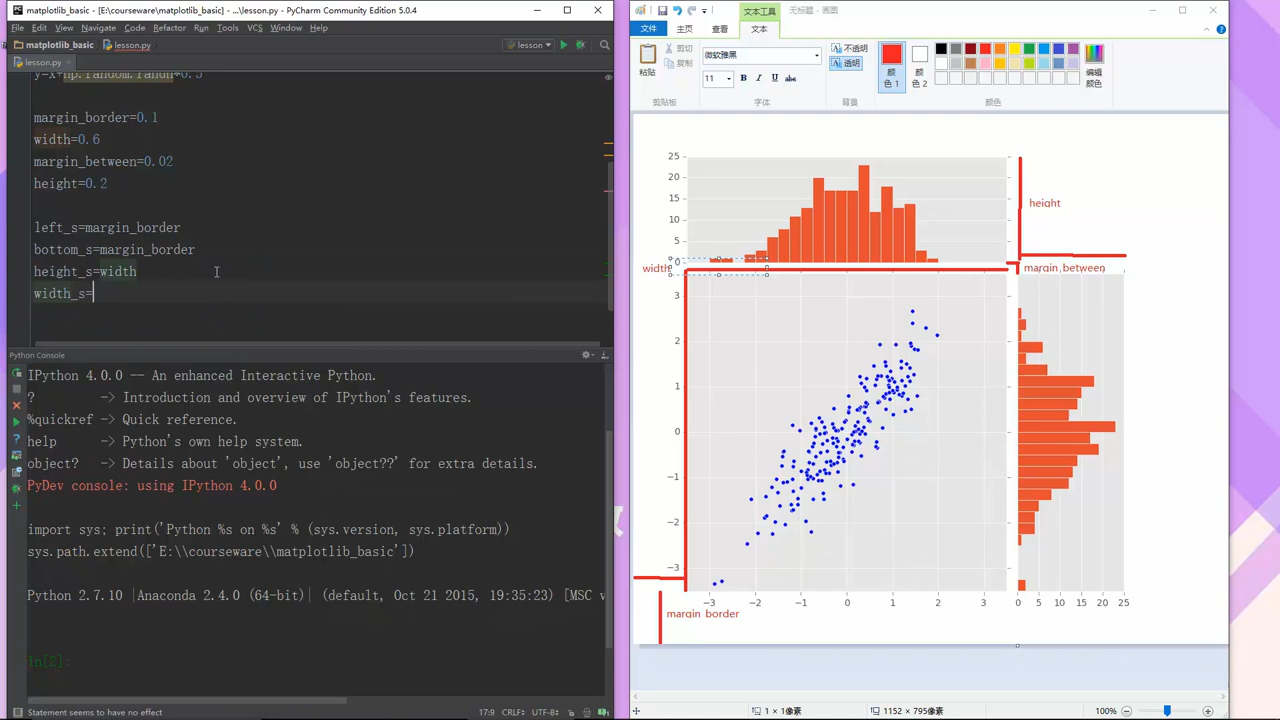 matplotlib_basic - [E:\courseware\matplotlib_basic] - ...\lesson.py - PyCharm Community Edition 5.0.4
File Edit View Navigate Code Refactor Run Tools VCS Window Help
matplotlib_basic lesson.py
lesson
lesson.py
y=x+np.random.randn*0.5
margin_border=0.1
width=0.6
margin_between=0.02
height=0.2
left_s=margin_border
bottom_s=margin_border
height_s=width
width_s=
Python Console
IPython 4.0.0 -- An enhanced Interactive Python.
? -> Introduction and overview of IPython's features.
%quickref -> Quick reference.
help -> Python's own help system.
object? -> Details about 'object', use 'object??' for extra details.
PyDev console: using IPython 4.0.0
import sys: print('Python %s on %s' % (sys.version, sys.platform))
sys.path.extend(['E:\\courseware\\matplotlib_basic'])
Python 2.7.10 |Anaconda 2.4.0 (64-bit)| (default, Oct 21 2015, 19:35:23) [MSC v
In[2]:
Statement seems to have no effect
17:9 CRLF÷ UTF-8÷
文本工具
无标题 - 画图
文件 主页 查看 文本
粘贴
剪切
复制
剪贴板
微软雅黑
11
B I U abc
字体
不透明
透明
背景
颜
色 1
颜
色 2
编辑
颜色
颜色
25
20
15
10
5
0
height
width
margin between
3
2
1
0
−1
−2
−3
−3 −2 −1 0 1 2 3
0 5 10 15 20 25
margin border
1 × 1像素
1152 × 795像素
100%